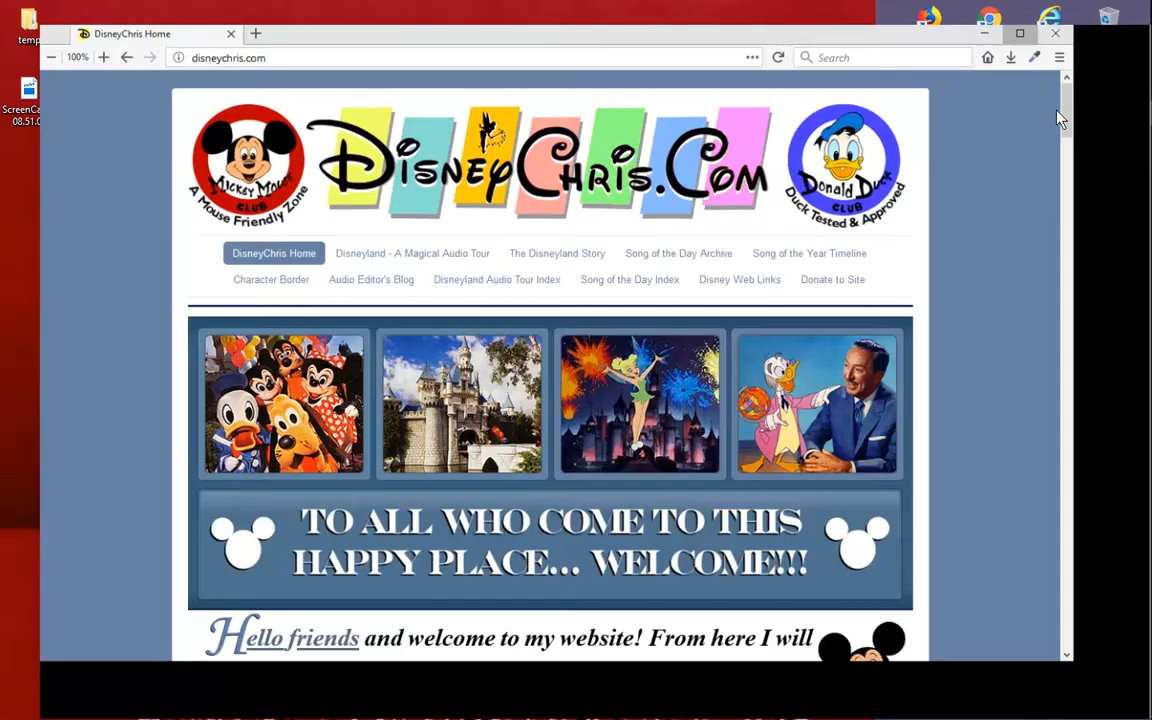 temp
ScreenCa
08.51.0
DisneyChris Home
100%
disneychris.com
Search
DisneyChris.Com
Mickey Mouse
CLUB
A Mouse Friendly Zone
Donald Duck
CLUB
Duck Tested & Approved
DisneyChris Home Disneyland - A Magical Audio Tour The Disneyland Story Song of the Day Archive Song of the Year Timeline
Character Border Audio Editor's Blog Disneyland Audio Tour Index Song of the Day Index Disney Web Links Donate to Site
TO ALL WHO COME TO THIS
HAPPY PLACE... WELCOME!!!
Hello friends and welcome to my website! From here I will